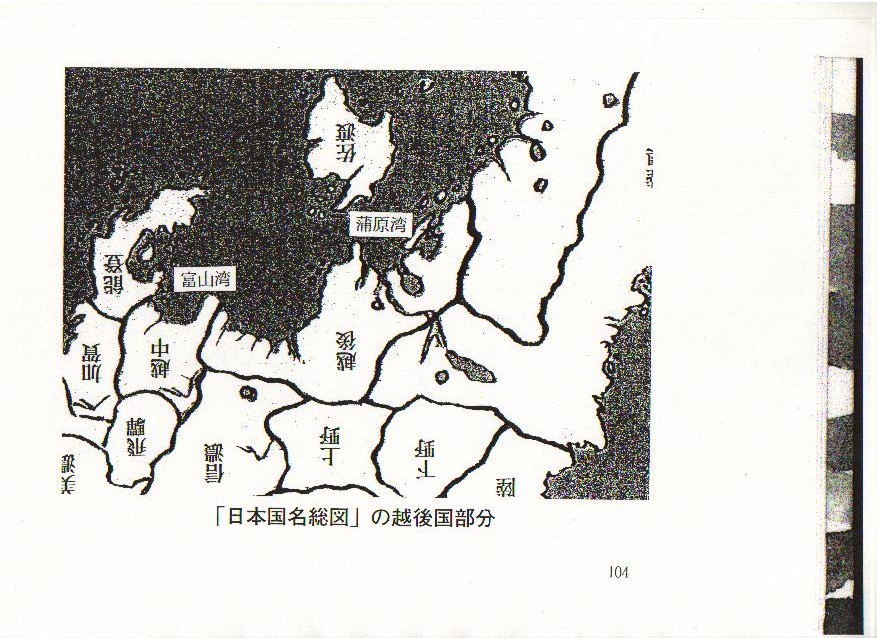 佐渡
蒲原湾
能登
富山湾
加賀
越中
越後
飛騨
美濃
信濃
上野
下野
陸
「日本国名総図」の越後国部分
104